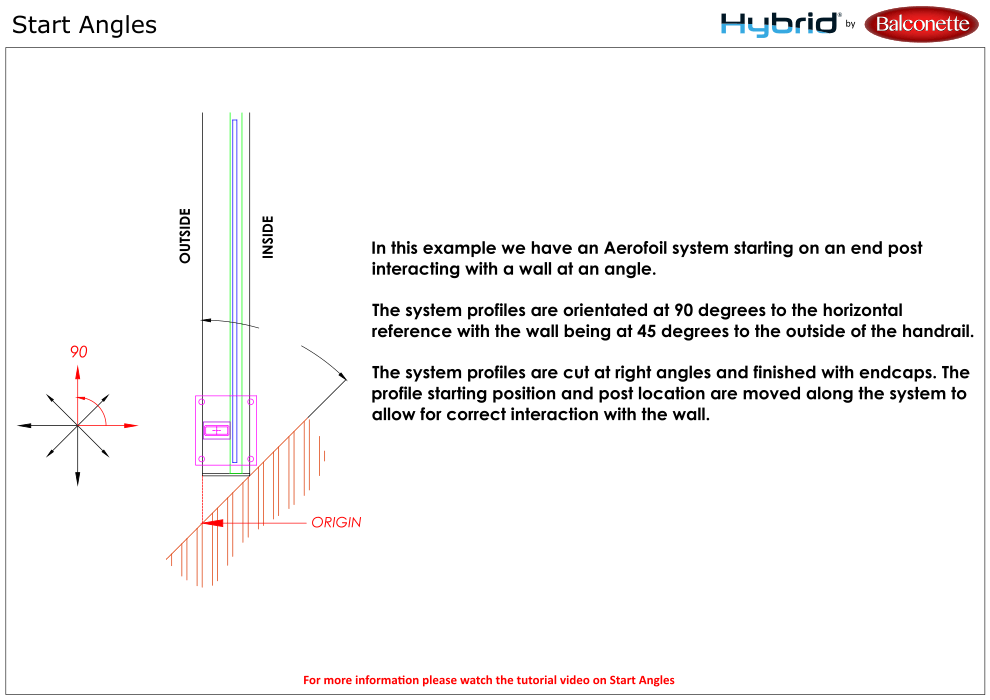 Start Angles
Hybrid® by Balconette
OUTSIDE
INSIDE
In this example we have an Aerofoil system starting on an end post
interacting with a wall at an angle.
The system profiles are orientated at 90 degrees to the horizontal
reference with the wall being at 45 degrees to the outside of the handrail.
90
The system profiles are cut at right angles and finished with endcaps. The
profile starting position and post location are moved along the system to
allow for correct interaction with the wall.
ORIGIN
For more information please watch the tutorial video on Start Angles